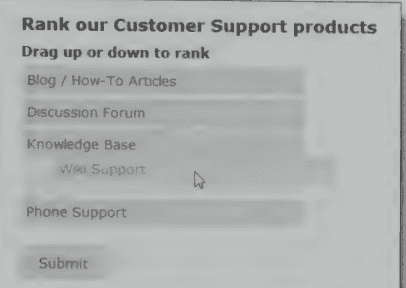 Rank our Customer Support products
Drag up or down to rank
Blog / How-To Articles
Discussion Forum
Knowledge Base
Wiki Support
Phone Support
Submit